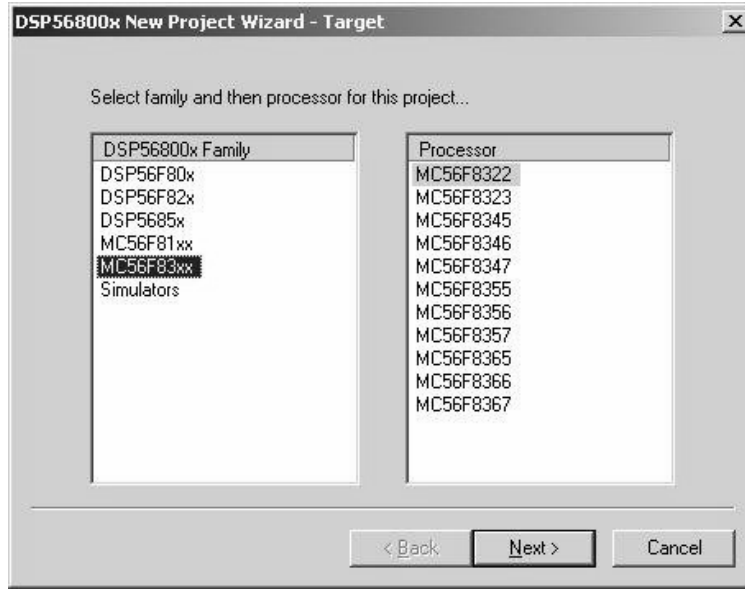 DSP56800x New Project Wizard - Target
Select family and then processor for this project...
DSP56800x Family
DSP56F80x
DSP56F82x
DSP5685x
MC56F81xx
MC56F83xx
Simulators
Processor
MC56F8322
MC56F8323
MC56F8345
MC56F8346
MC56F8347
MC56F8355
MC56F8356
MC56F8357
MC56F8365
MC56F8366
MC56F8367
< Back Next > Cancel